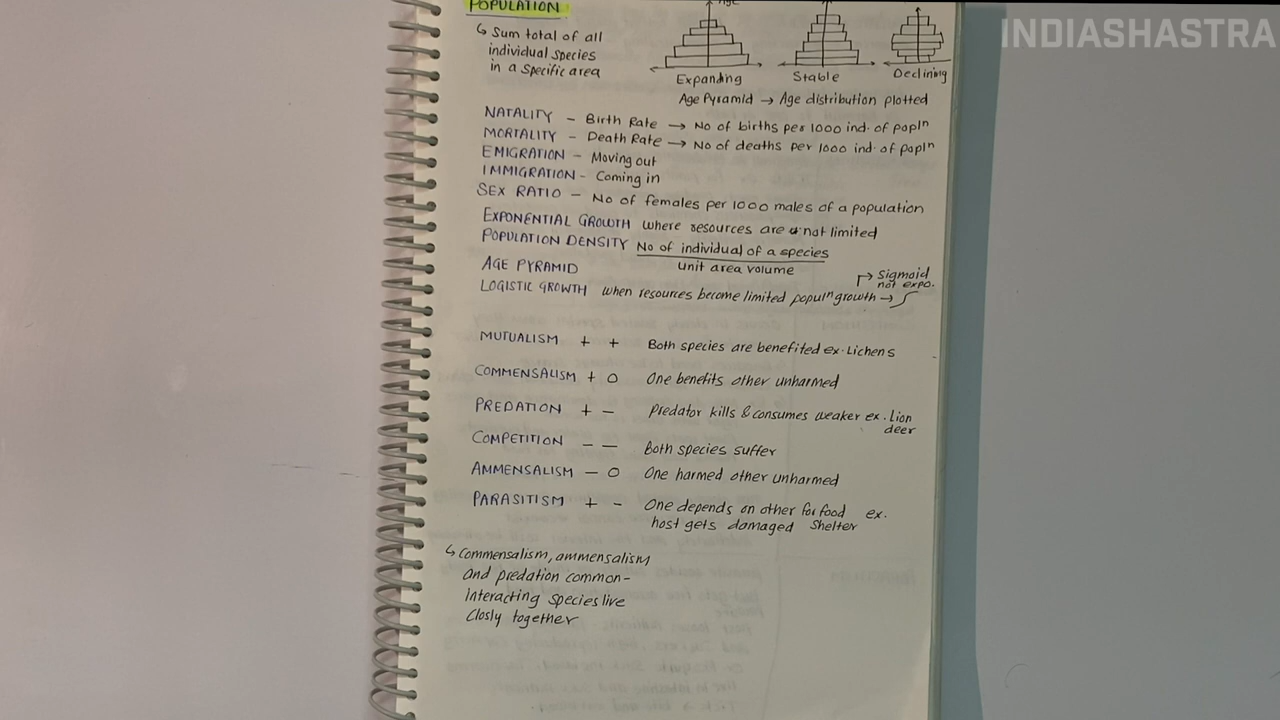 INDIASHASTRA
POPULATION
↳ Sum total of all
individual species
in a specific area
Age
Expanding
Stable
Declining
Age Pyramid → Age distribution plotted
NATALITY – Birth Rate → No of births per 1000 ind. of popln
MORTALITY – Death Rate → No of deaths per 1000 ind. of popln
EMIGRATION – Moving out
IMMIGRATION – Coming in
SEX RATIO – No of females per 1000 males of a population
EXPONENTIAL GROWTH where resources are not limited
POPULATION DENSITY No of individual of a species
unit area volume
AGE PYRAMID
→ Sigmoid
not expo.
LOGISTIC GROWTH when resources become limited populn growth →
MUTUALISM + + Both species are benefited ex. Lichens
COMMENSALISM + 0 One benefits other unharmed
PREDATION + – Predator kills & consumes weaker ex. Lion
deer
COMPETITION – – Both species suffer
AMMENSALISM – 0 One harmed other unharmed
PARASITISM + – One depends on other for food ex.
host gets damaged shelter
↳ Commensalism, ammensalism
and predation common–
interacting species live
closly together